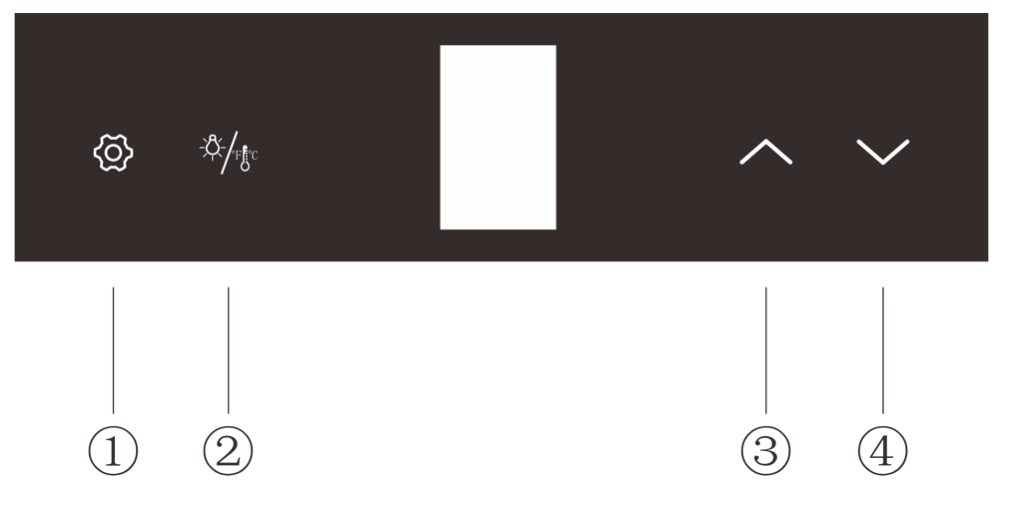 °F °C
① ② ③ ④